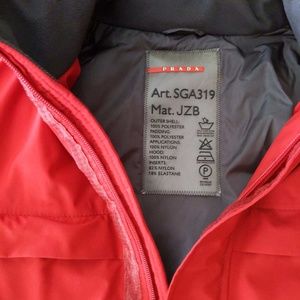 PRADA
Art. SGA319
Mat. JZB
OUTER SHELL:
100% POLYESTER
PADDING:
100% POLYESTER
APPLICATIONS:
100% NYLON
HOOD:
100% NYLON
INSERTS:
82% NYLON
18% ELASTANE
P